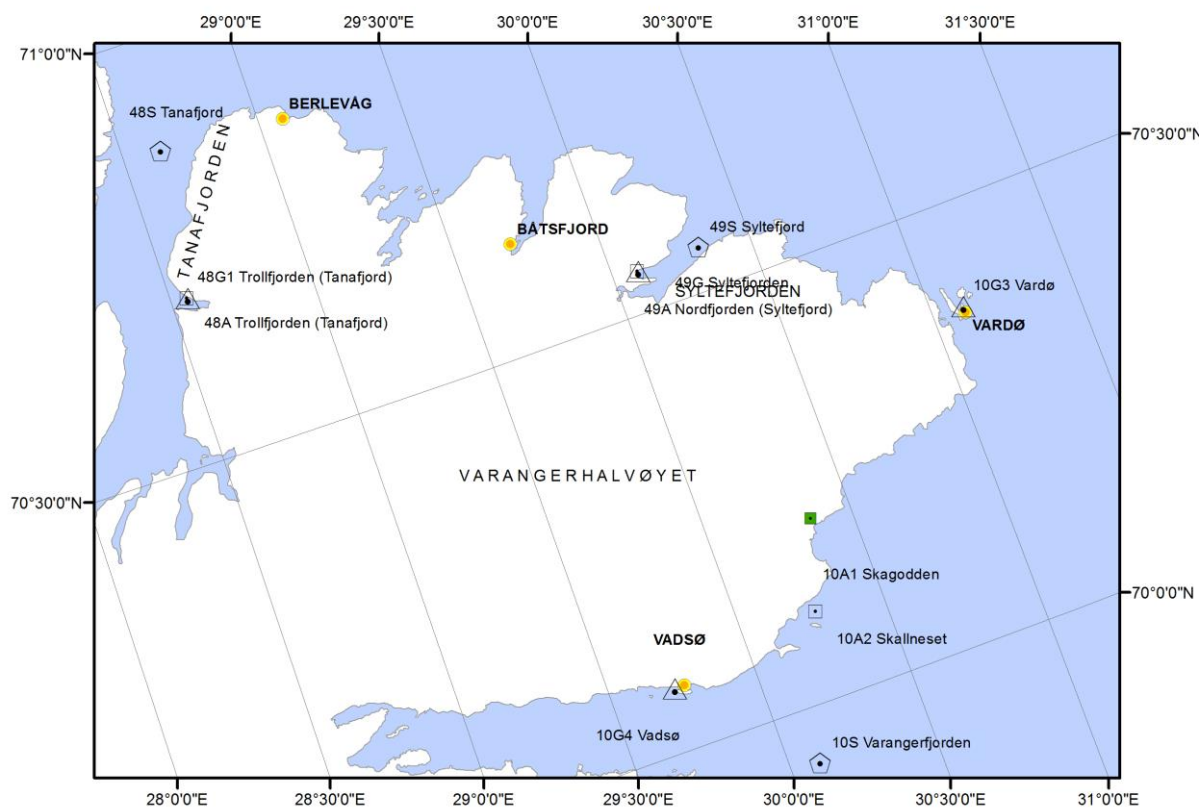 29°0'0"E
29°30'0"E
30°0'0"E
30°30'0"E
31°0'0"E
31°30'0"E
71°0'0"N
48S Tanafjord
BERLEVÅG
70°30'0"N
TANAFJORDEN
BÅTSFJORD
49S Syltefjord
48G1 Trollfjorden (Tanafjord)
49G Syltefjorden
SYLTEFJORDEN
10G3 Vardø
49A Nordfjorden (Syltefjord)
48A Trollfjorden (Tanafjord)
VARDØ
VARANGERHALVØYET
70°30'0"N
10A1 Skagodden
70°0'0"N
VADSØ
10A2 Skallneset
10G4 Vadsø
10S Varangerfjorden
28°0'0"E
28°30'0"E
29°0'0"E
29°30'0"E
30°0'0"E
30°30'0"E
31°0'0"E